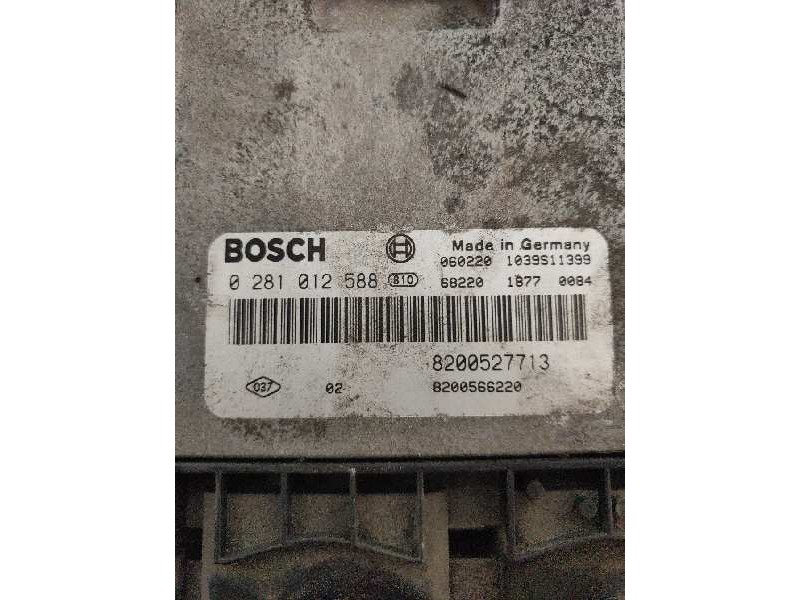 BOSCH
Made in Germany
060220 1039S11399
0 281 012 588 810
68220 1877 0084
8200527713
037 02 8200566220